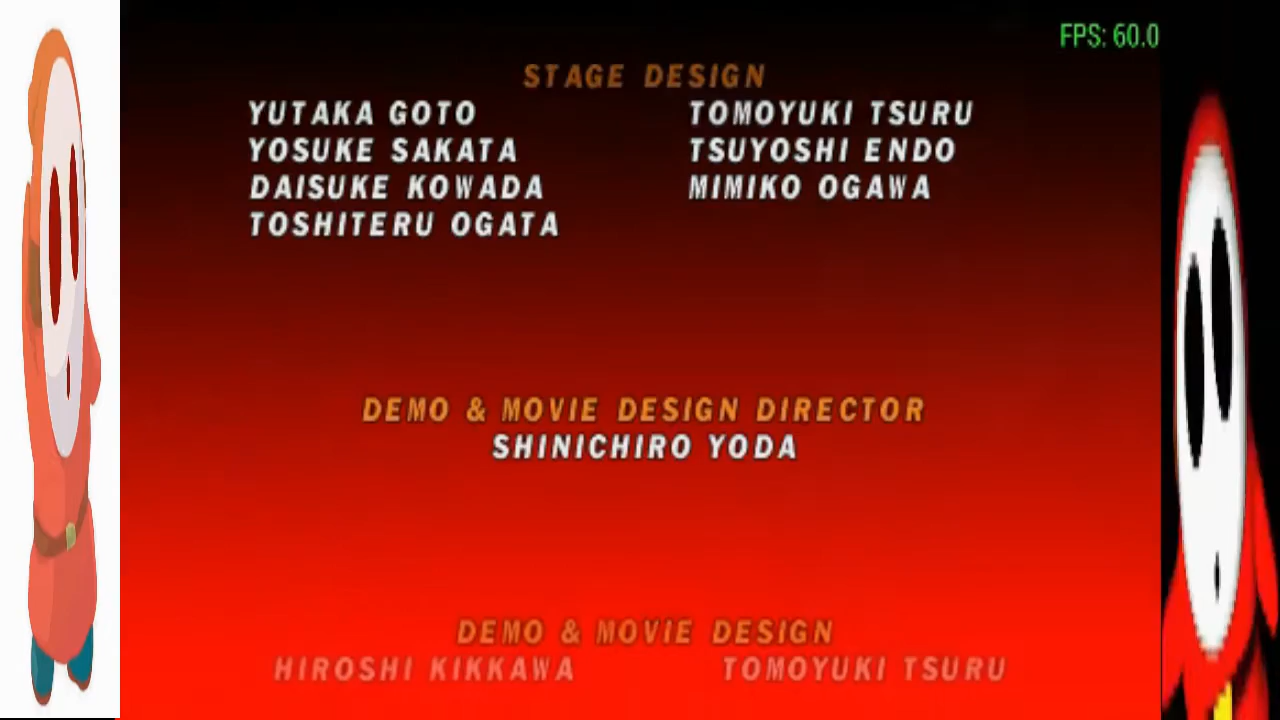 FPS: 60.0
STAGE DESIGN
YUTAKA GOTO TOMOYUKI TSURU
YOSUKE SAKATA TSUYOSHI ENDO
DAISUKE KOWADA MIMIKO OGAWA
TOSHITERU OGATA
DEMO & MOVIE DESIGN DIRECTOR
SHINICHIRO YODA
DEMO & MOVIE DESIGN
HIROSHI KIKKAWA TOMOYUKI TSURU